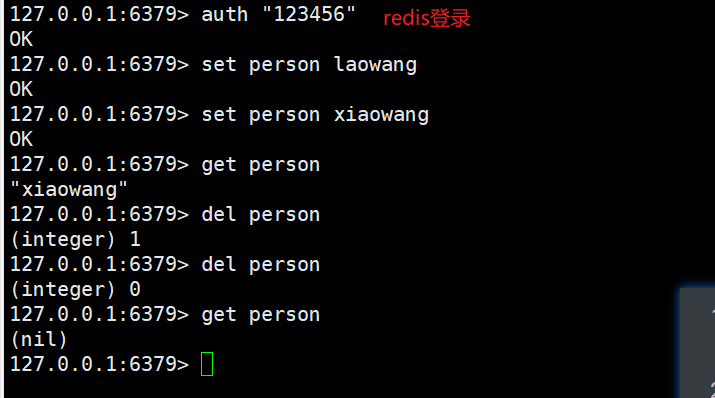 127.0.0.1:6379> auth "123456" redis登录
OK
127.0.0.1:6379> set person laowang
OK
127.0.0.1:6379> set person xiaowang
OK
127.0.0.1:6379> get person
"xiaowang"
127.0.0.1:6379> del person
(integer) 1
127.0.0.1:6379> del person
(integer) 0
127.0.0.1:6379> get person
(nil)
127.0.0.1:6379>